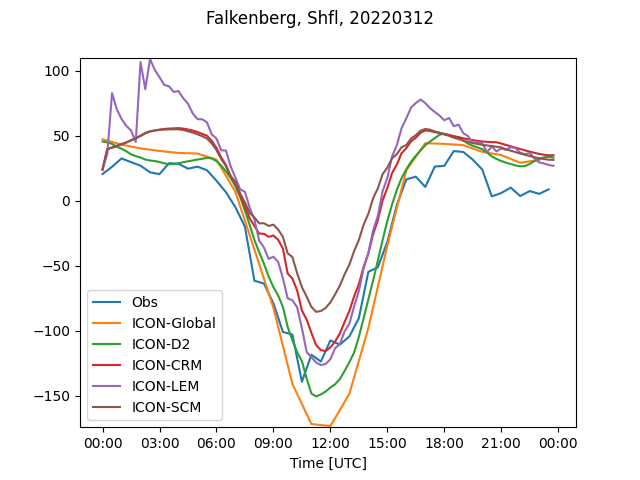 Falkenberg, Shfl, 20220312
100
50
0
−50
−100
−150
Obs
ICON-Global
ICON-D2
ICON-CRM
ICON-LEM
ICON-SCM
00:00 03:00 06:00 09:00 12:00 15:00 18:00 21:00 00:00
Time [UTC]